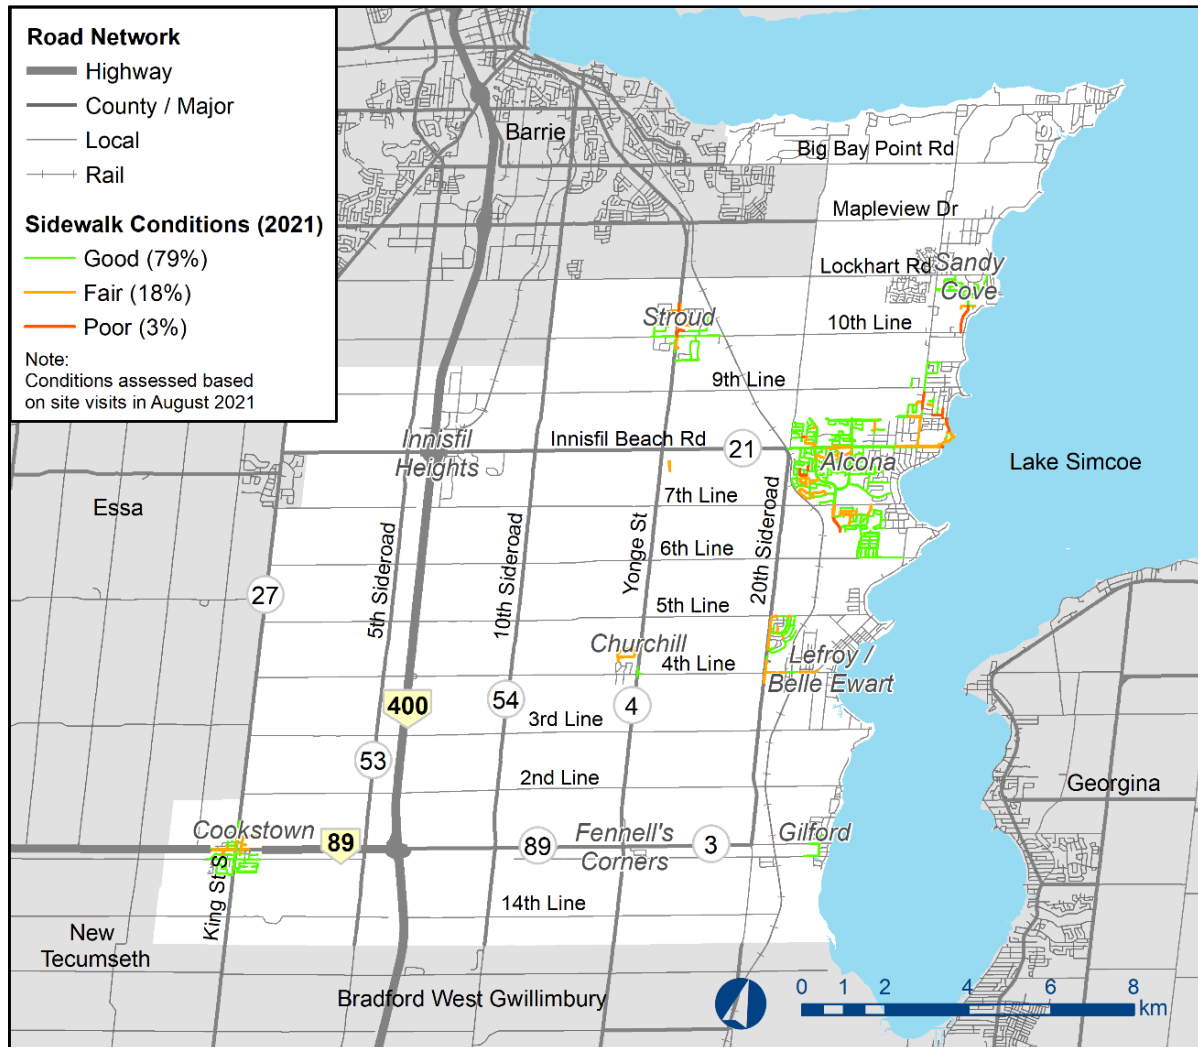 Road Network
Highway
County / Major
Local
Rail
Sidewalk Conditions (2021)
Good (79%)
Fair (18%)
Poor (3%)
Note:
Conditions assessed based
on site visits in August 2021
Barrie
Big Bay Point Rd
Mapleview Dr
Lockhart Rd
Sandy
Cove
Stroud
10th Line
9th Line
Innisfil
Heights
Innisfil Beach Rd
21
Alcona
Lake Simcoe
Essa
7th Line
6th Line
27
5th Sideroad
10th Sideroad
Yonge St
20th Sideroad
5th Line
Churchill
4th Line
Lefroy /
Belle Ewart
400
54
4
3rd Line
53
2nd Line
Georgina
Cookstown
89
89
Fennell's
Corners
3
Gilford
King St S
14th Line
New
Tecumseth
Bradford West Gwillimbury
0 1 2 4 6 8
km